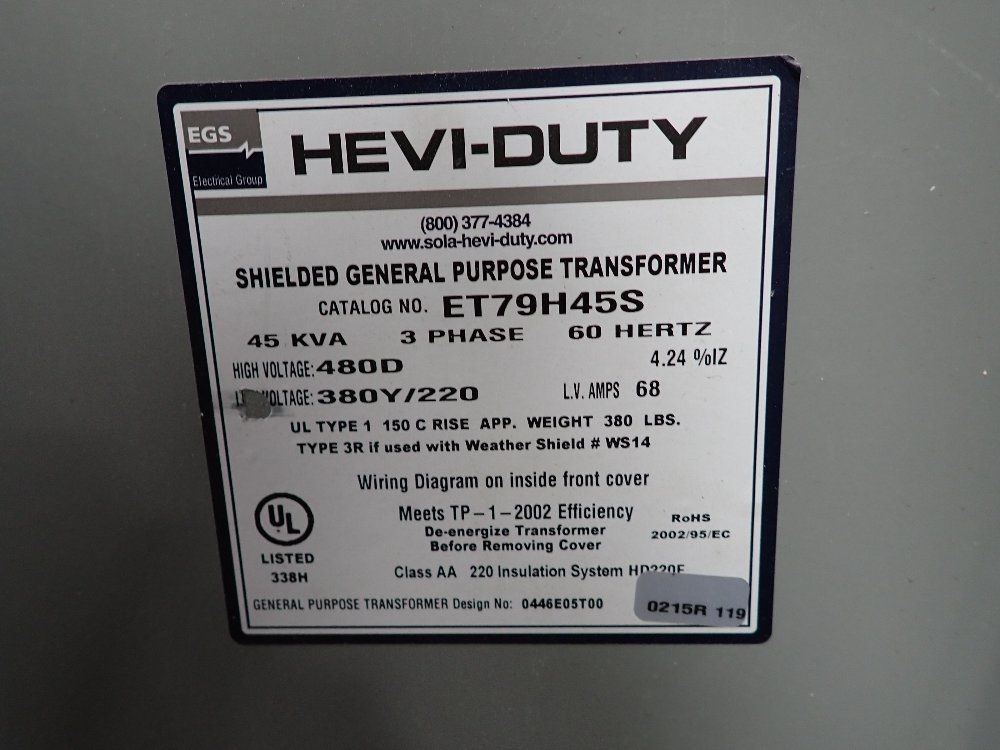 EGS
Electrical Group
HEVI-DUTY
(800) 377-4384
www.sola-hevi-duty.com
SHIELDED GENERAL PURPOSE TRANSFORMER
CATALOG NO. ET79H45S
45 KVA 3 PHASE 60 HERTZ
HIGH VOLTAGE: 480D 4.24 %IZ
VOLTAGE: 380Y/220 L.V. AMPS 68
UL TYPE 1 150 C RISE APP. WEIGHT 380 LBS.
TYPE 3R if used with Weather Shield # WS14
Wiring Diagram on inside front cover
Meets TP-1-2002 Efficiency
De-energize Transformer
Before Removing Cover
RoHS
2002/95/EC
UL
LISTED
338H
Class AA 220 Insulation System
GENERAL PURPOSE TRANSFORMER Design No: 0446E05T00
0215R 119